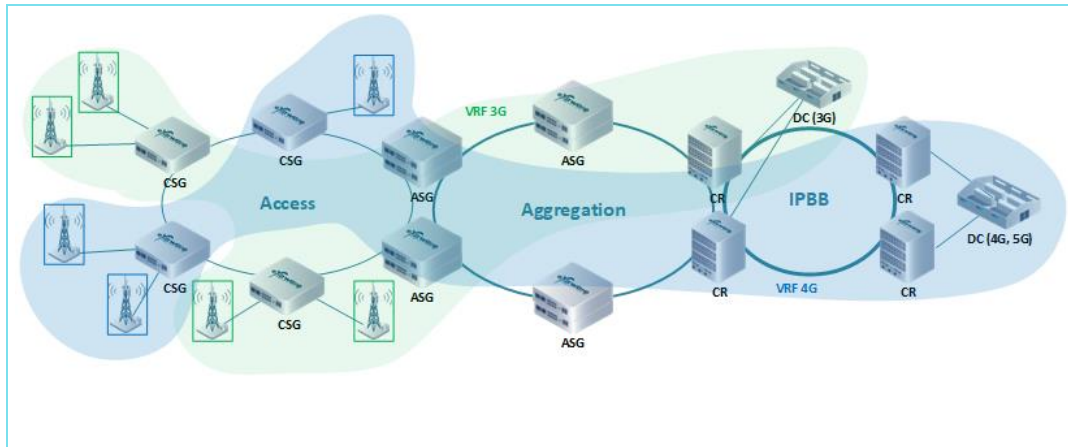 VRF 3G
DC (3G)
CSG
CSG
ASG
ASG
CR
CR
Access
Aggregation
IPBB
DC (4G, 5G)
CSG
CSG
ASG
ASG
CR
VRF 4G
CR